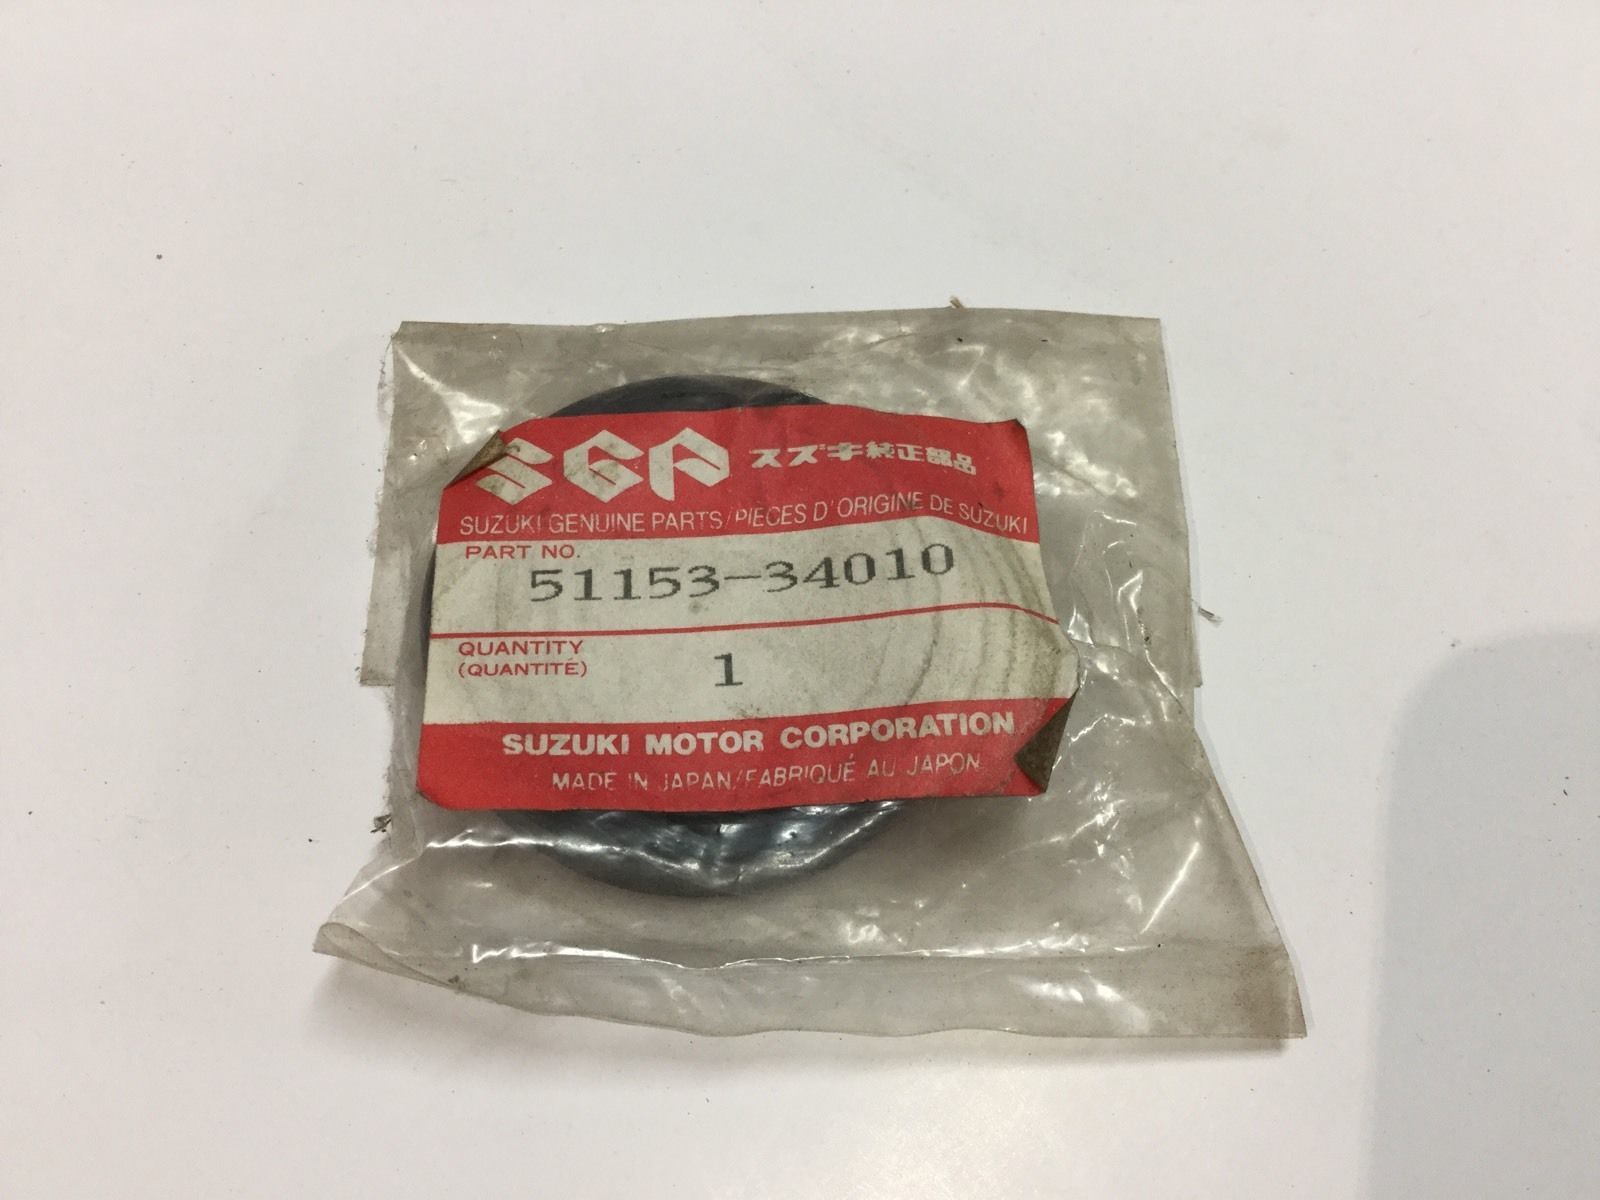 SGP スズキ純正部品
SUZUKI GENUINE PARTS/PIECES D'ORIGINE DE SUZUKI
PART NO.
51153-34010
QUANTITY
(QUANTITÉ)
1
SUZUKI MOTOR CORPORATION
MADE IN JAPAN/FABRIQUÉ AU JAPON